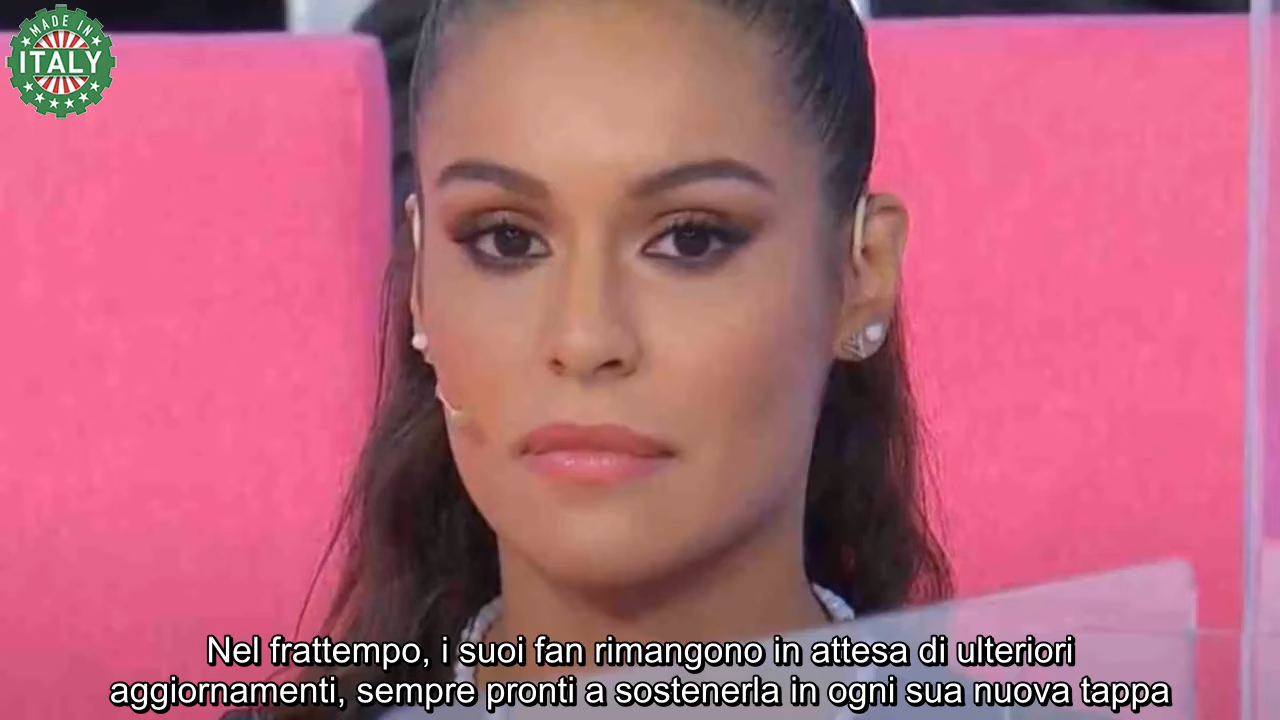 MADE IN
ITALY
Nel frattempo, i suoi fan rimangono in attesa di ulteriori
aggiornamenti, sempre pronti a sostenerla in ogni sua nuova tappa